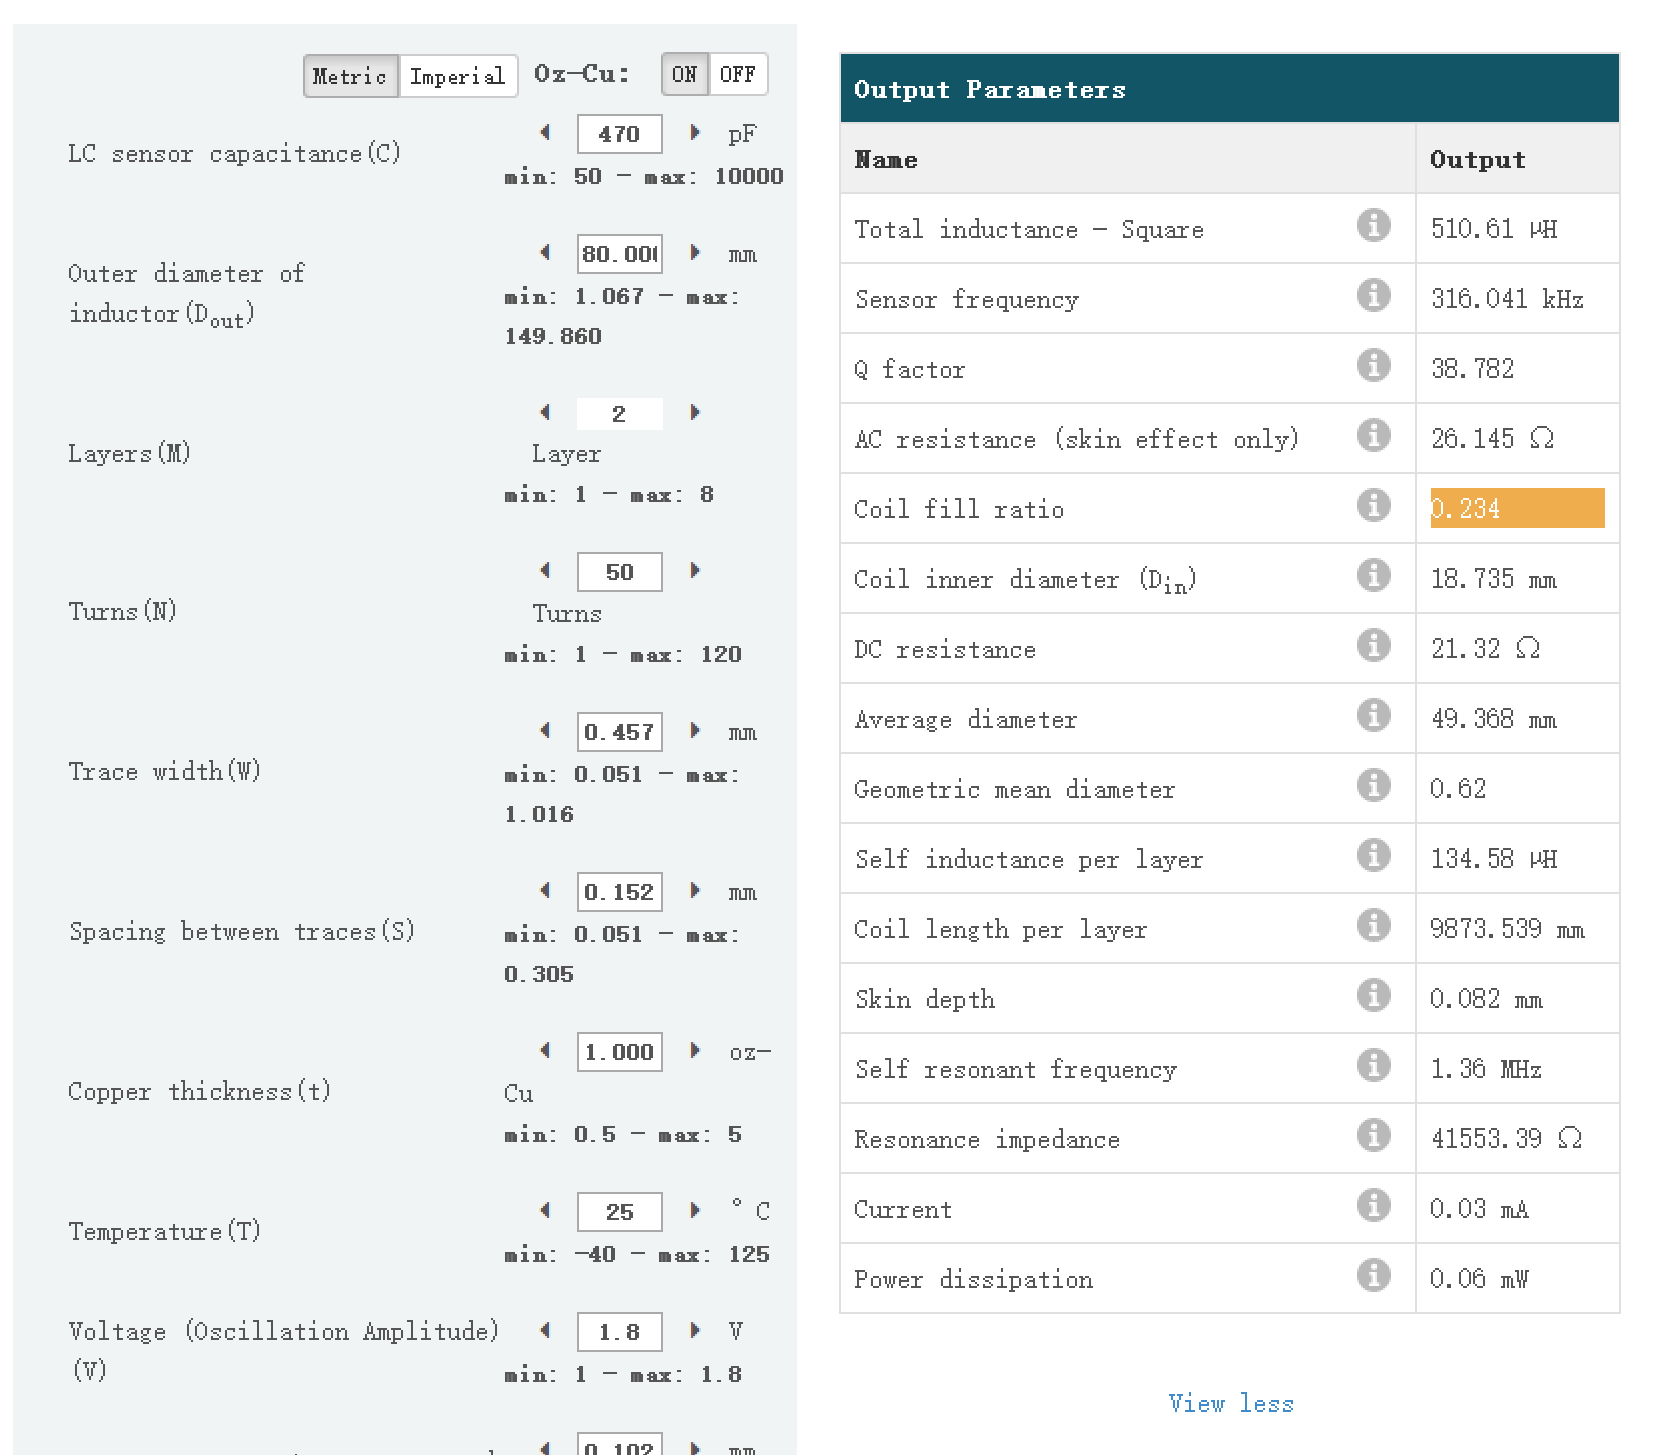 Metric Imperial Oz-Cu: ON OFF
LC sensor capacitance(C)
470 pF
min: 50 - max: 10000
Outer diameter of
inductor(Dout)
mm
min: 1.067 - max:
149.860
Layers(M)
2
Layer
min: 1 - max: 8
Turns(N)
50
Turns
min: 1 - max: 120
Trace width(W)
0.457 mm
min: 0.051 - max:
1.016
Spacing between traces(S)
0.152 mm
min: 0.051 - max:
0.305
Copper thickness(t)
1.000 oz-
Cu
min: 0.5 - max: 5
Temperature(T)
25 ° C
min: -40 - max: 125
Voltage (Oscillation Amplitude)
(V)
1.8 V
min: 1 - max: 1.8
0.102 mm
Output Parameters
Name Output
Total inductance - Square 510.61 μH
Sensor frequency 316.041 kHz
Q factor 38.782
AC resistance (skin effect only) 26.145 Ω
Coil fill ratio 0.234
Coil inner diameter (Din) 18.735 mm
DC resistance 21.32 Ω
Average diameter 49.368 mm
Geometric mean diameter 0.62
Self inductance per layer 134.58 μH
Coil length per layer 9873.539 mm
Skin depth 0.082 mm
Self resonant frequency 1.36 MHz
Resonance impedance 41553.39 Ω
Current 0.03 mA
Power dissipation 0.06 mW
View less